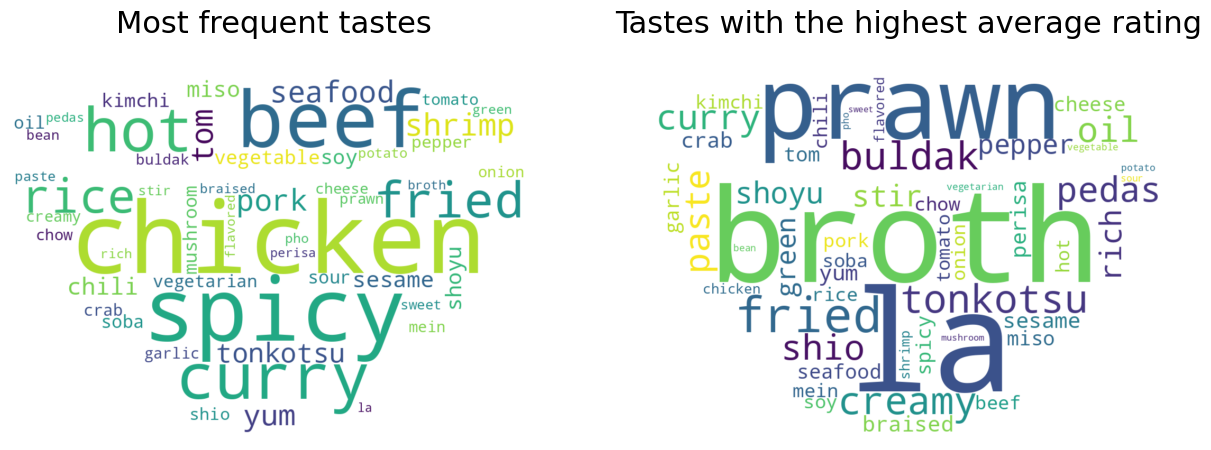 Most frequent tastes
miso
seafood
kimchi
tomato
green
oil
pedas
hot
tom
beef
shrimp
bean
pepper
buldak
vegetable
soy
potato
onion
paste
rice
stir
braised
pork
cheese
prawn
broth
fried
creamy
chow
rich
chicken
mushroom
flavored
pho
perisa
chili
vegetarian
sour
sesame
shoyu
crab
soba
spicy
sweet
mein
garlic
tonkotsu
curry
shio
yum
la
Tastes with the highest average rating
kimchi
curry
crab
chili
prawn
pho
sweet
flavored
cheese
oil
tom
buldak
pepper
vegetable
garlic
paste
shoyu
stir
chow
vegetarian
perisa
pedas
potato
sour
rich
broth
bean
green
pork
soba
yum
tomato
onion
hot
chicken
rice
fried
tonkotsu
shio
la
sesame
miso
shrimp
spicy
mushroom
seafood
mein
soy
creamy
beef
braised